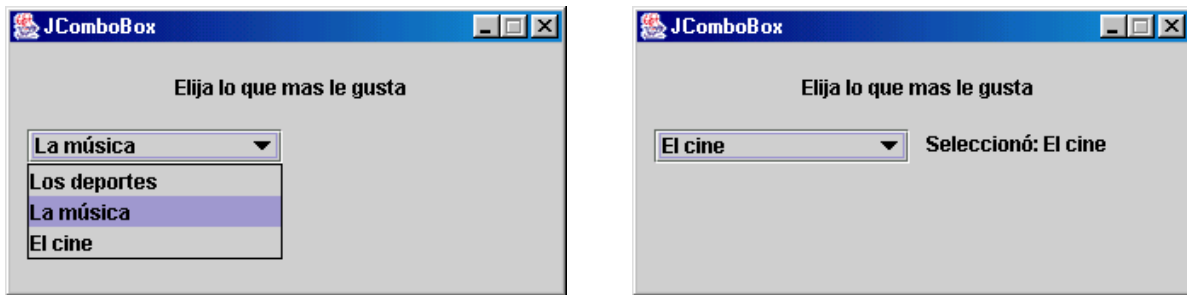 JComboBox
Elija lo que mas le gusta
La música
Los deportes
La música
El cine
JComboBox
Elija lo que mas le gusta
El cine
Seleccionó: El cine